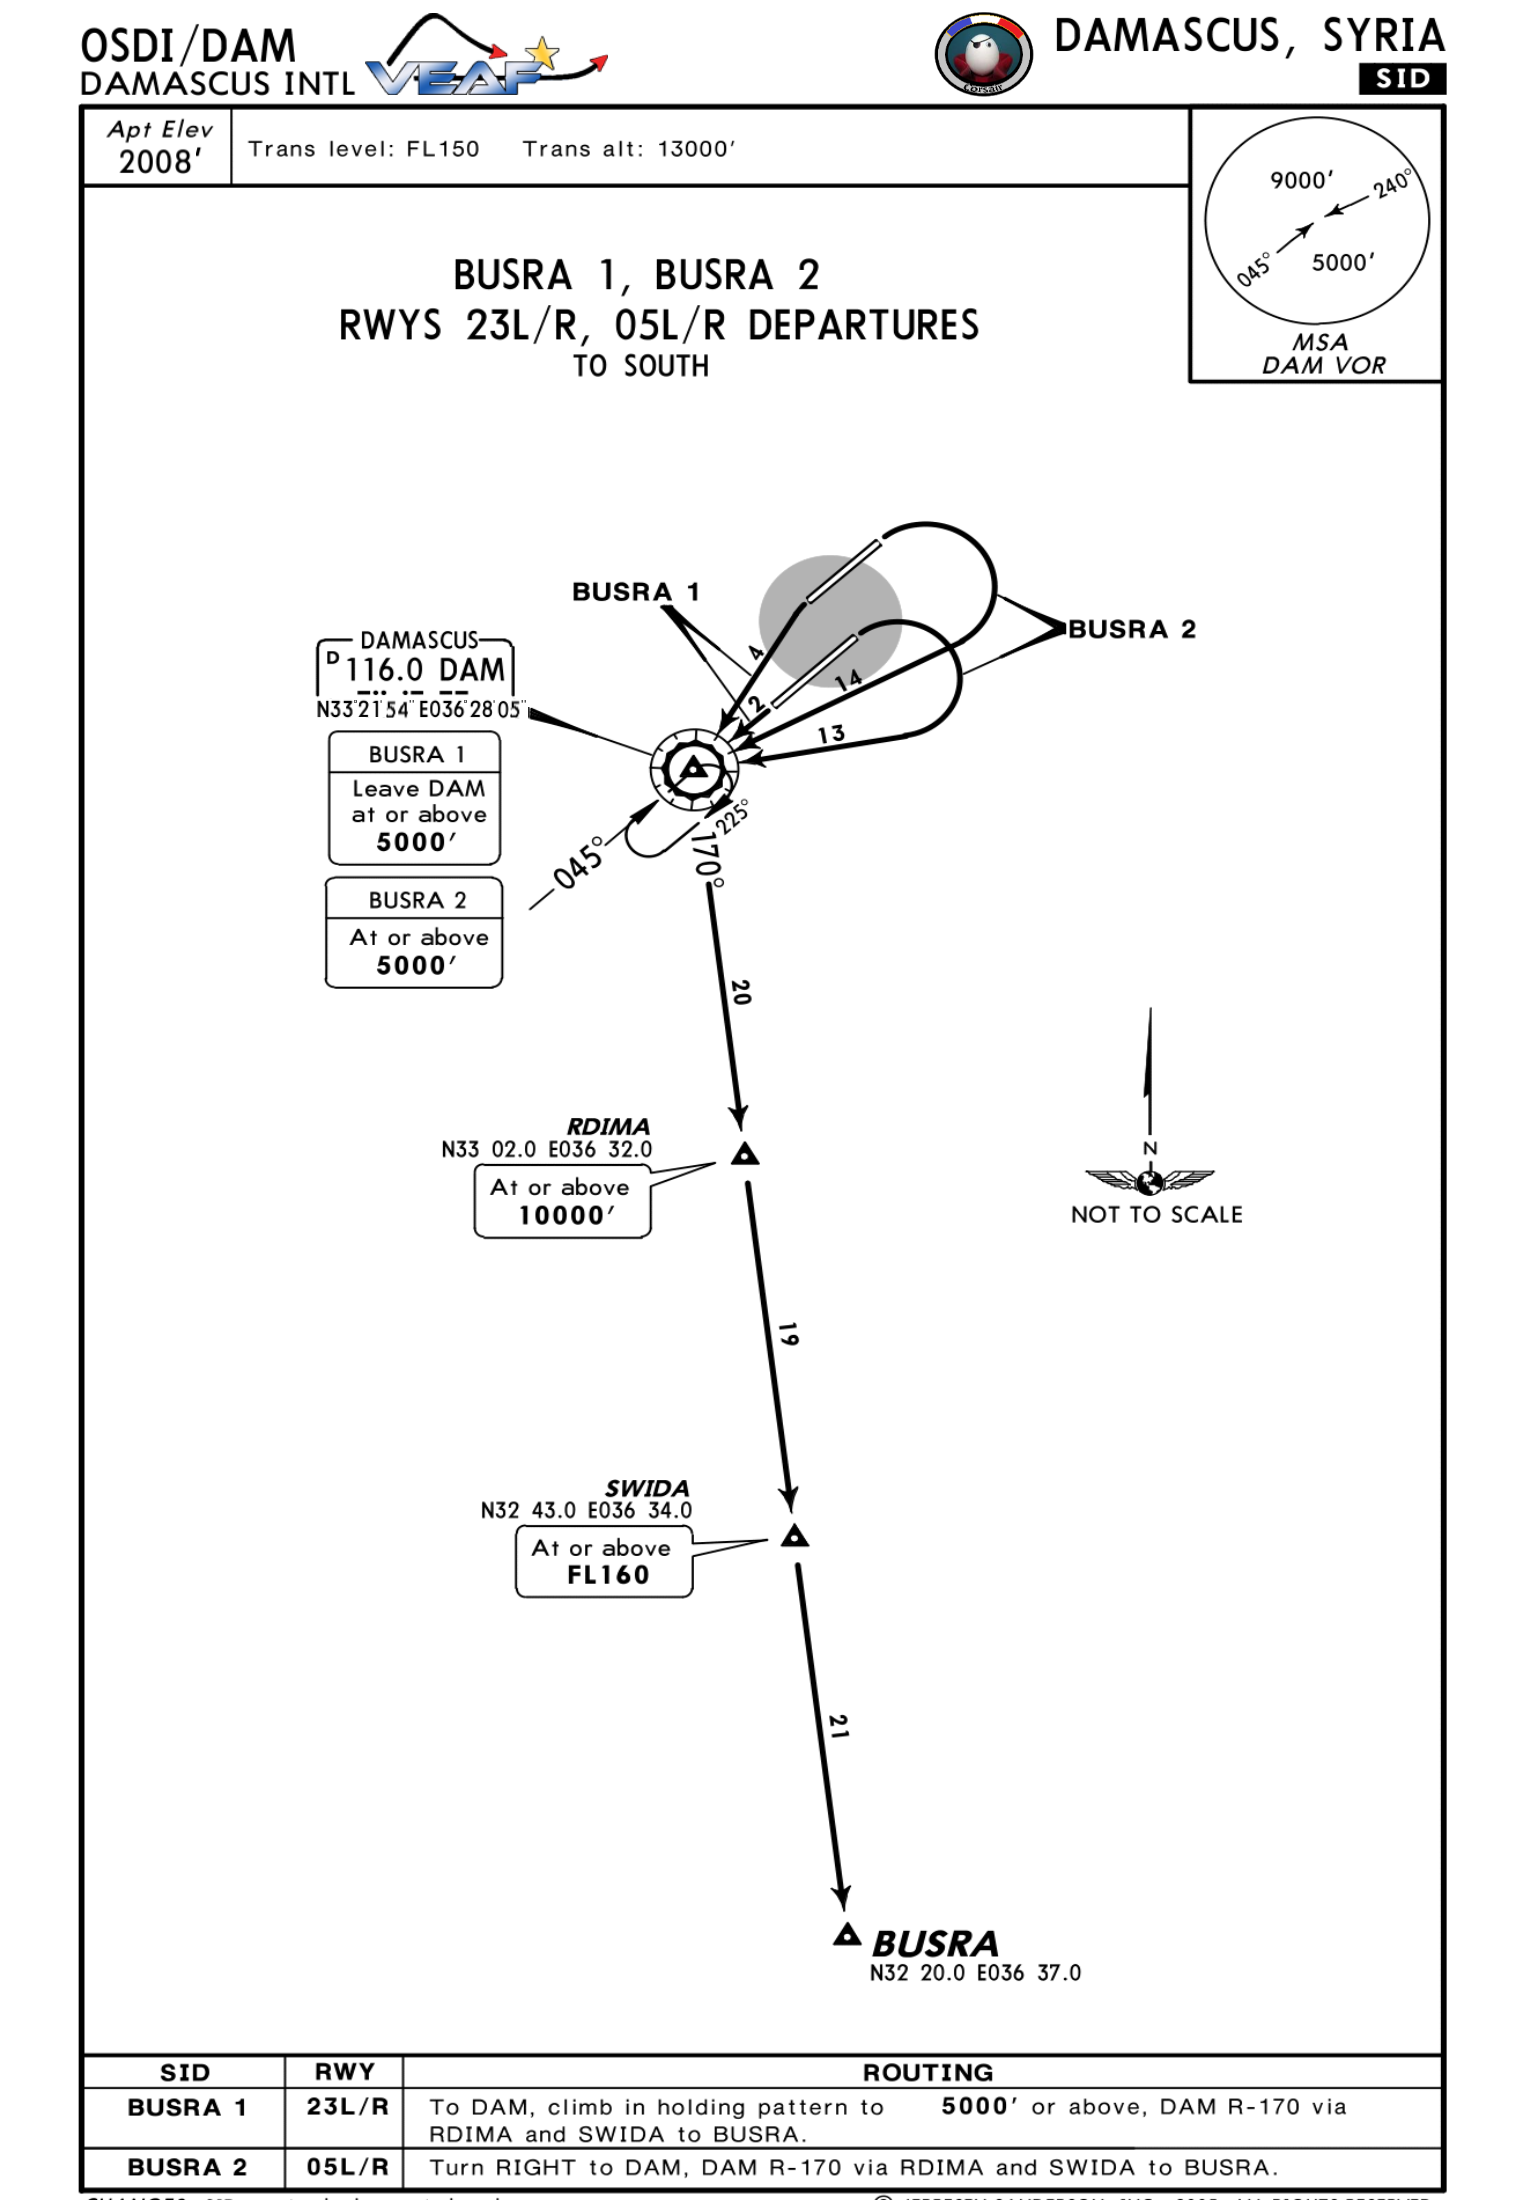 OSDI/DAM
DAMASCUS INTL
VEAF
corsair
DAMASCUS, SYRIA
SID
Apt Elev
2008'
Trans level: FL150 Trans alt: 13000'
9000'
240°
045°
5000'
MSA
DAM VOR
BUSRA 1, BUSRA 2
RWYS 23L/R, 05L/R DEPARTURES
TO SOUTH
BUSRA 1
BUSRA 2
4
2
14
13
DAMASCUS
D 116.0 DAM
N33°21'54" E036°28'05"
BUSRA 1
Leave DAM
at or above
5000'
BUSRA 2
At or above
5000'
045°
225°
170°
20
RDIMA
N33 02.0 E036 32.0
At or above
10000'
N
NOT TO SCALE
19
SWIDA
N32 43.0 E036 34.0
At or above
FL160
21
BUSRA
N32 20.0 E036 37.0
SID RWY ROUTING
BUSRA 1 23L/R To DAM, climb in holding pattern to 5000' or above, DAM R-170 via
RDIMA and SWIDA to BUSRA.
BUSRA 2 05L/R Turn RIGHT to DAM, DAM R-170 via RDIMA and SWIDA to BUSRA.